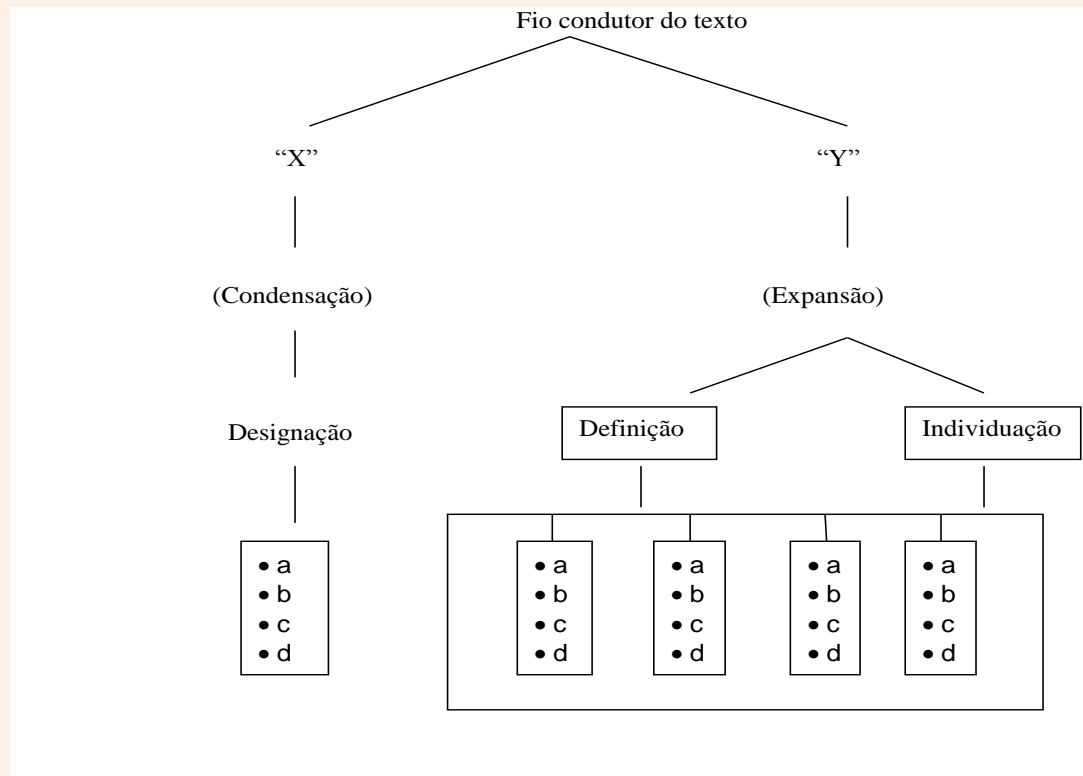 Fio condutor do texto
“X” “Y”
(Condensação) (Expansão)
Designação Definição Individuação
• a • a • a • a • a
• b • b • b • b • b
• c • c • c • c • c
• d • d • d • d • d